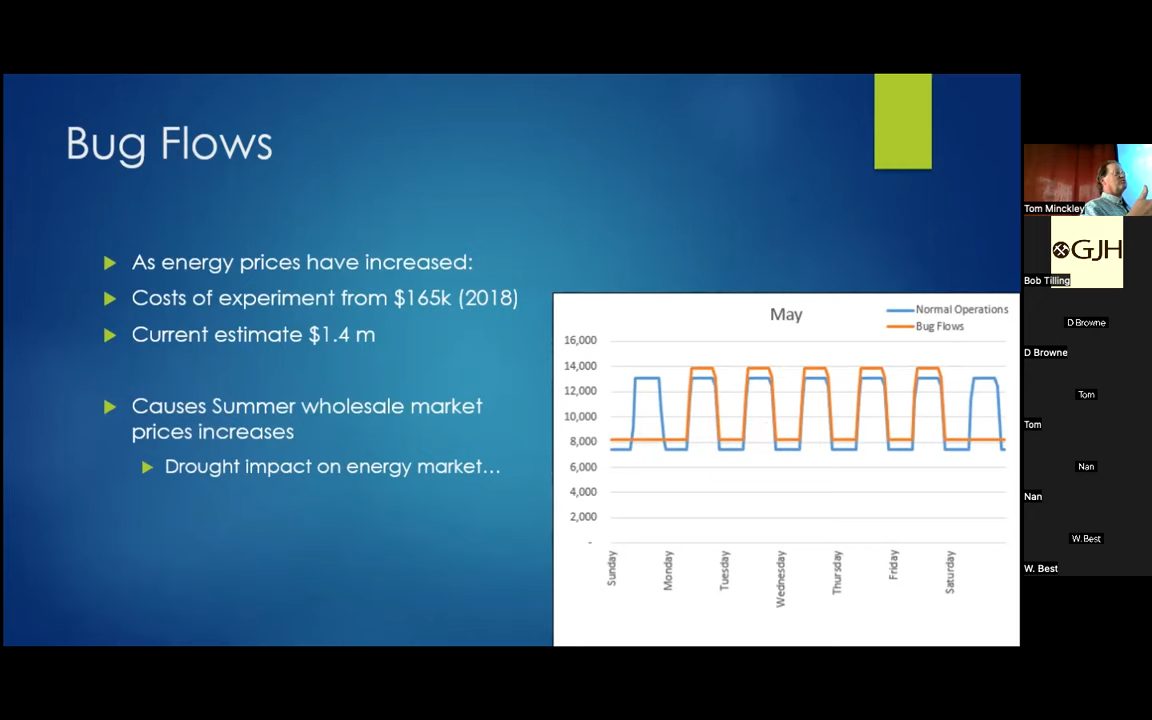 Bug Flows
As energy prices have increased:
Costs of experiment from $165k (2018)
Current estimate $1.4 m
Causes Summer wholesale market
prices increases
Drought impact on energy market...
May
Normal Operations
Bug Flows
16,000
14,000
12,000
10,000
8,000
6,000
4,000
2,000
-
Sunday
Monday
Tuesday
Wednesday
Thursday
Friday
Saturday
Tom Minckley
GJH
Bob Tilling
D Browne
D Browne
Tom
Tom
Nan
Nan
W. Best
W. Best